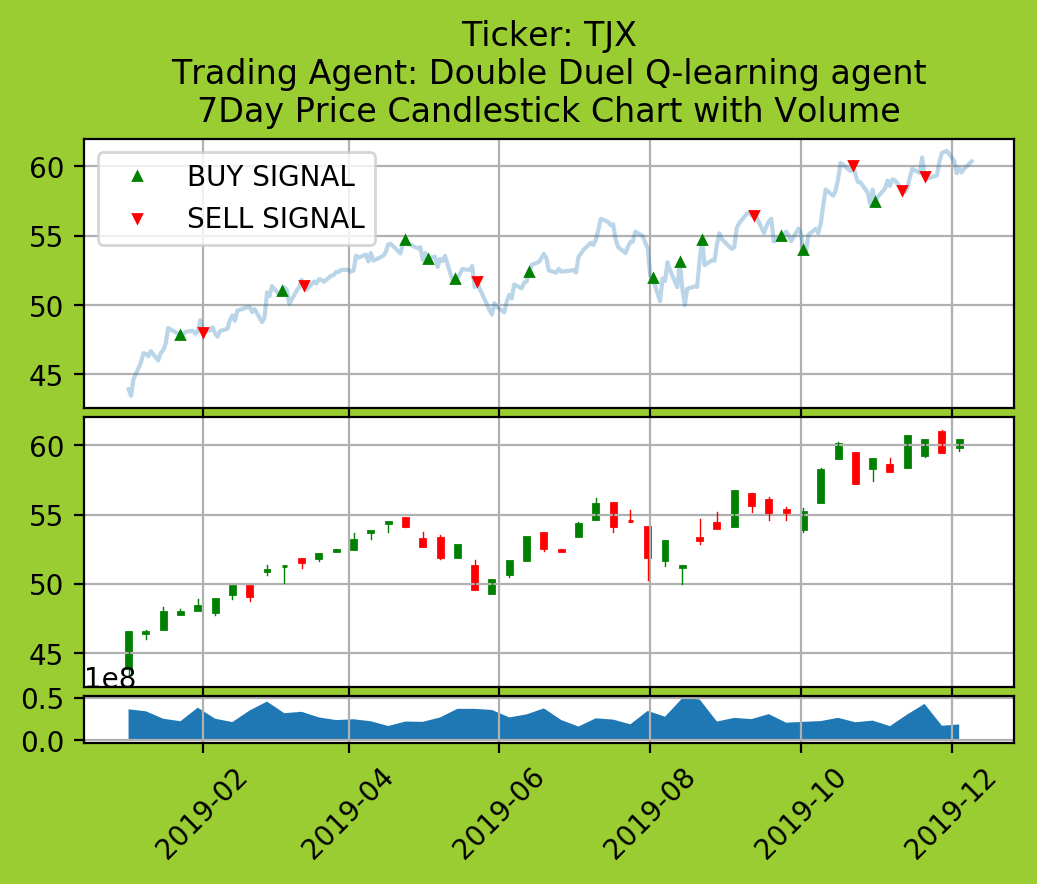 Ticker: TJX
Trading Agent: Double Duel Q-learning agent
7Day Price Candlestick Chart with Volume
BUY SIGNAL
SELL SIGNAL
60
55
50
45
60
55
50
45
1e8
0.5
0.0
2019-02
2019-04
2019-06
2019-08
2019-10
2019-12